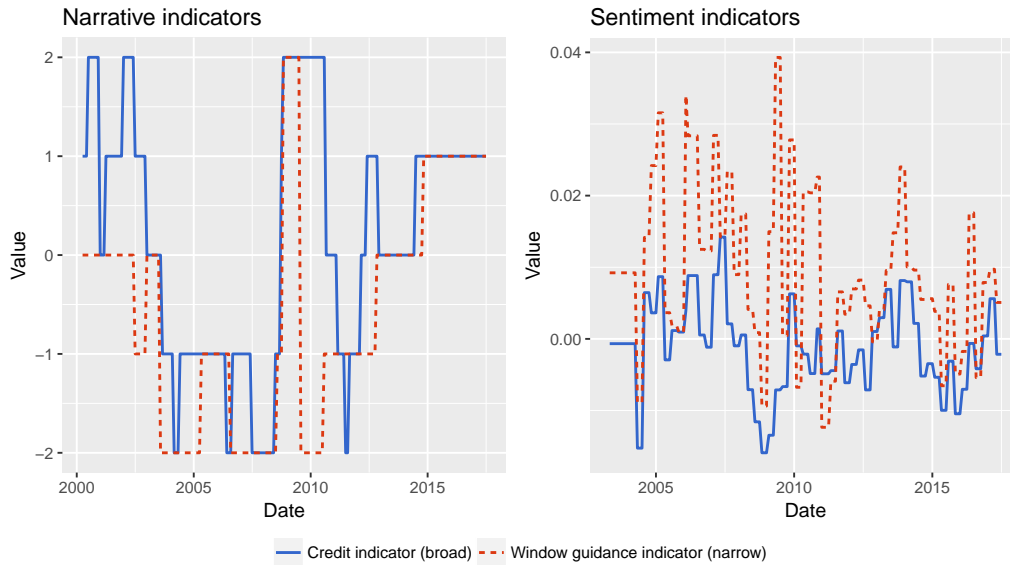 Narrative indicators
Sentiment indicators
Value
2
1
0
−1
−2
2000
2005
2010
2015
Date
Value
0.04
0.02
0.00
2005
2010
2015
Date
Credit indicator (broad)
Window guidance indicator (narrow)